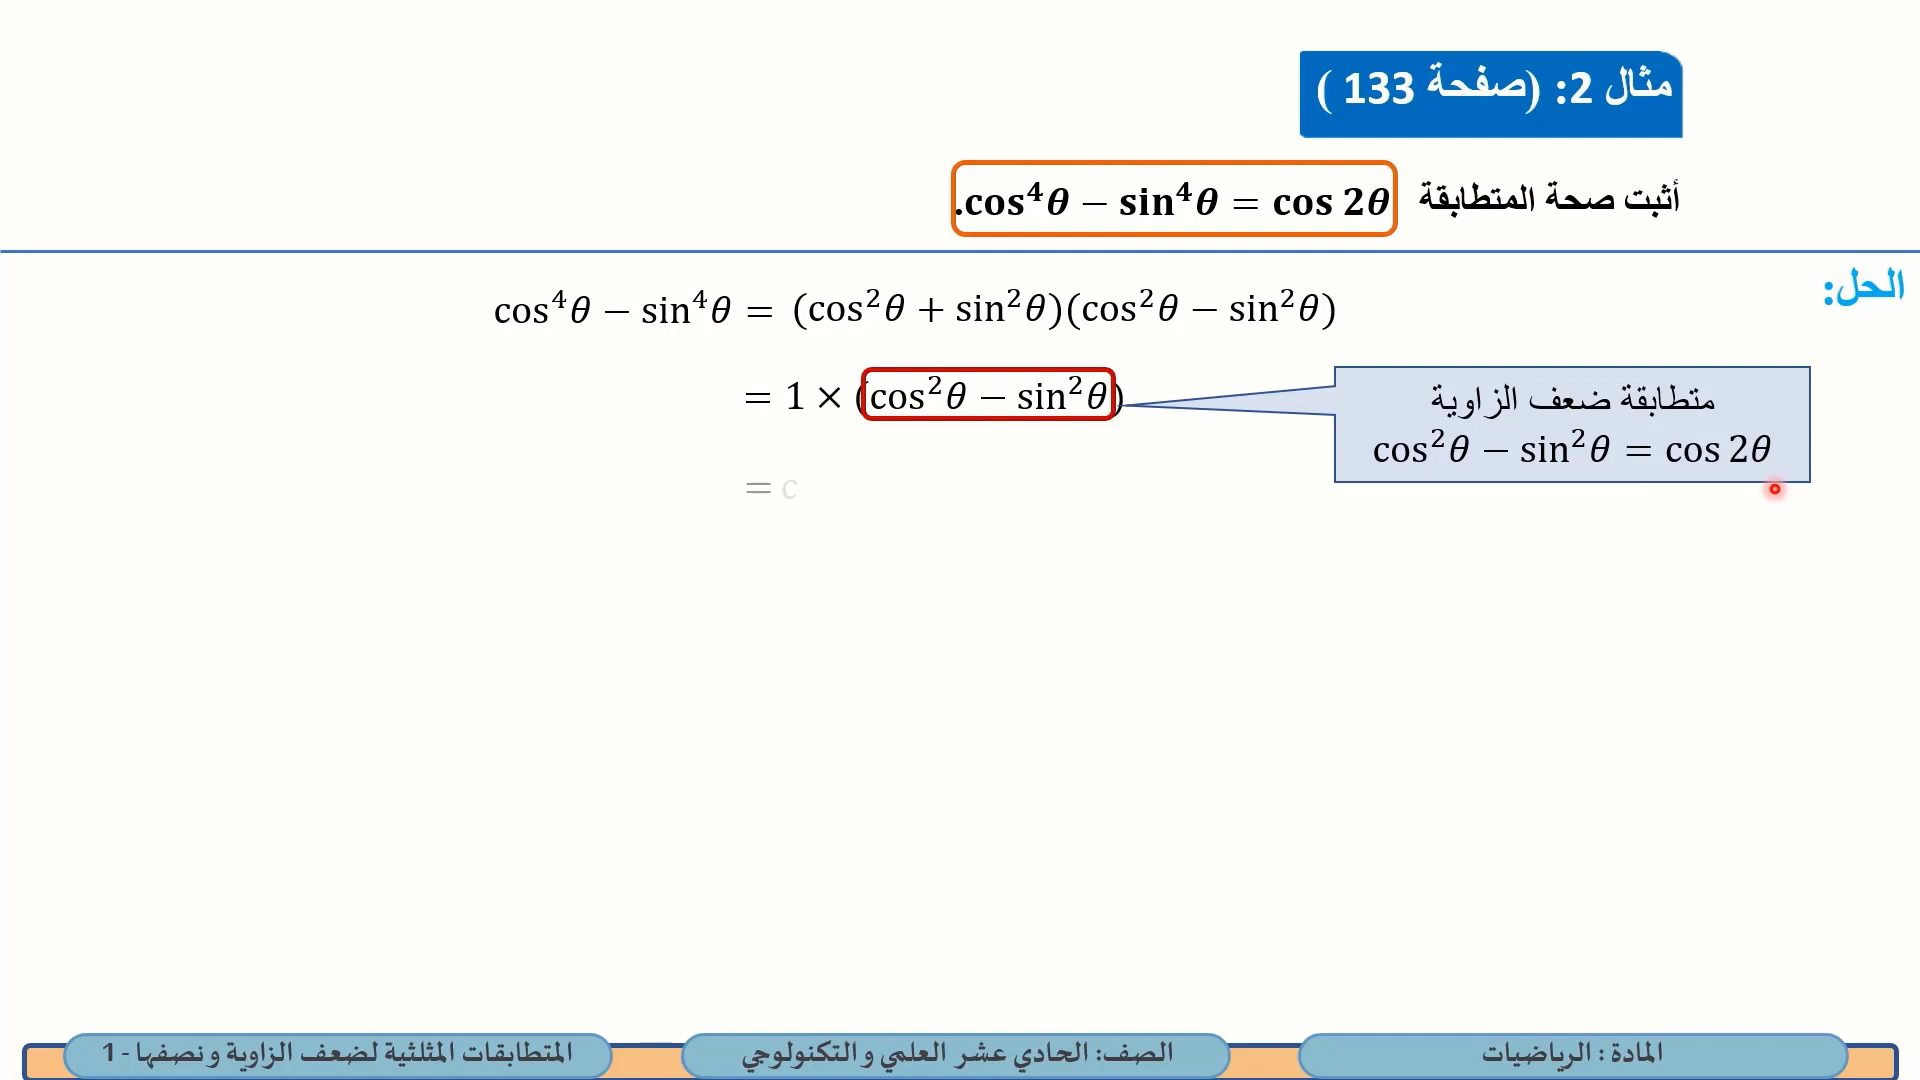 مثال 2: (صفحة 133 )
أثبت صحة المتطابقة cos⁴θ − sin⁴θ = cos 2θ.
الحل:
cos⁴θ − sin⁴θ = (cos²θ + sin²θ)(cos²θ − sin²θ)
= 1 × (cos²θ − sin²θ)
متطابقة ضعف الزاوية
cos²θ − sin²θ = cos 2θ
= c
المادة : الرياضيات
الصف: الحادي عشر العلمي و التكنولوجي
المتطابقات المثلثية لضعف الزاوية و نصفها - 1